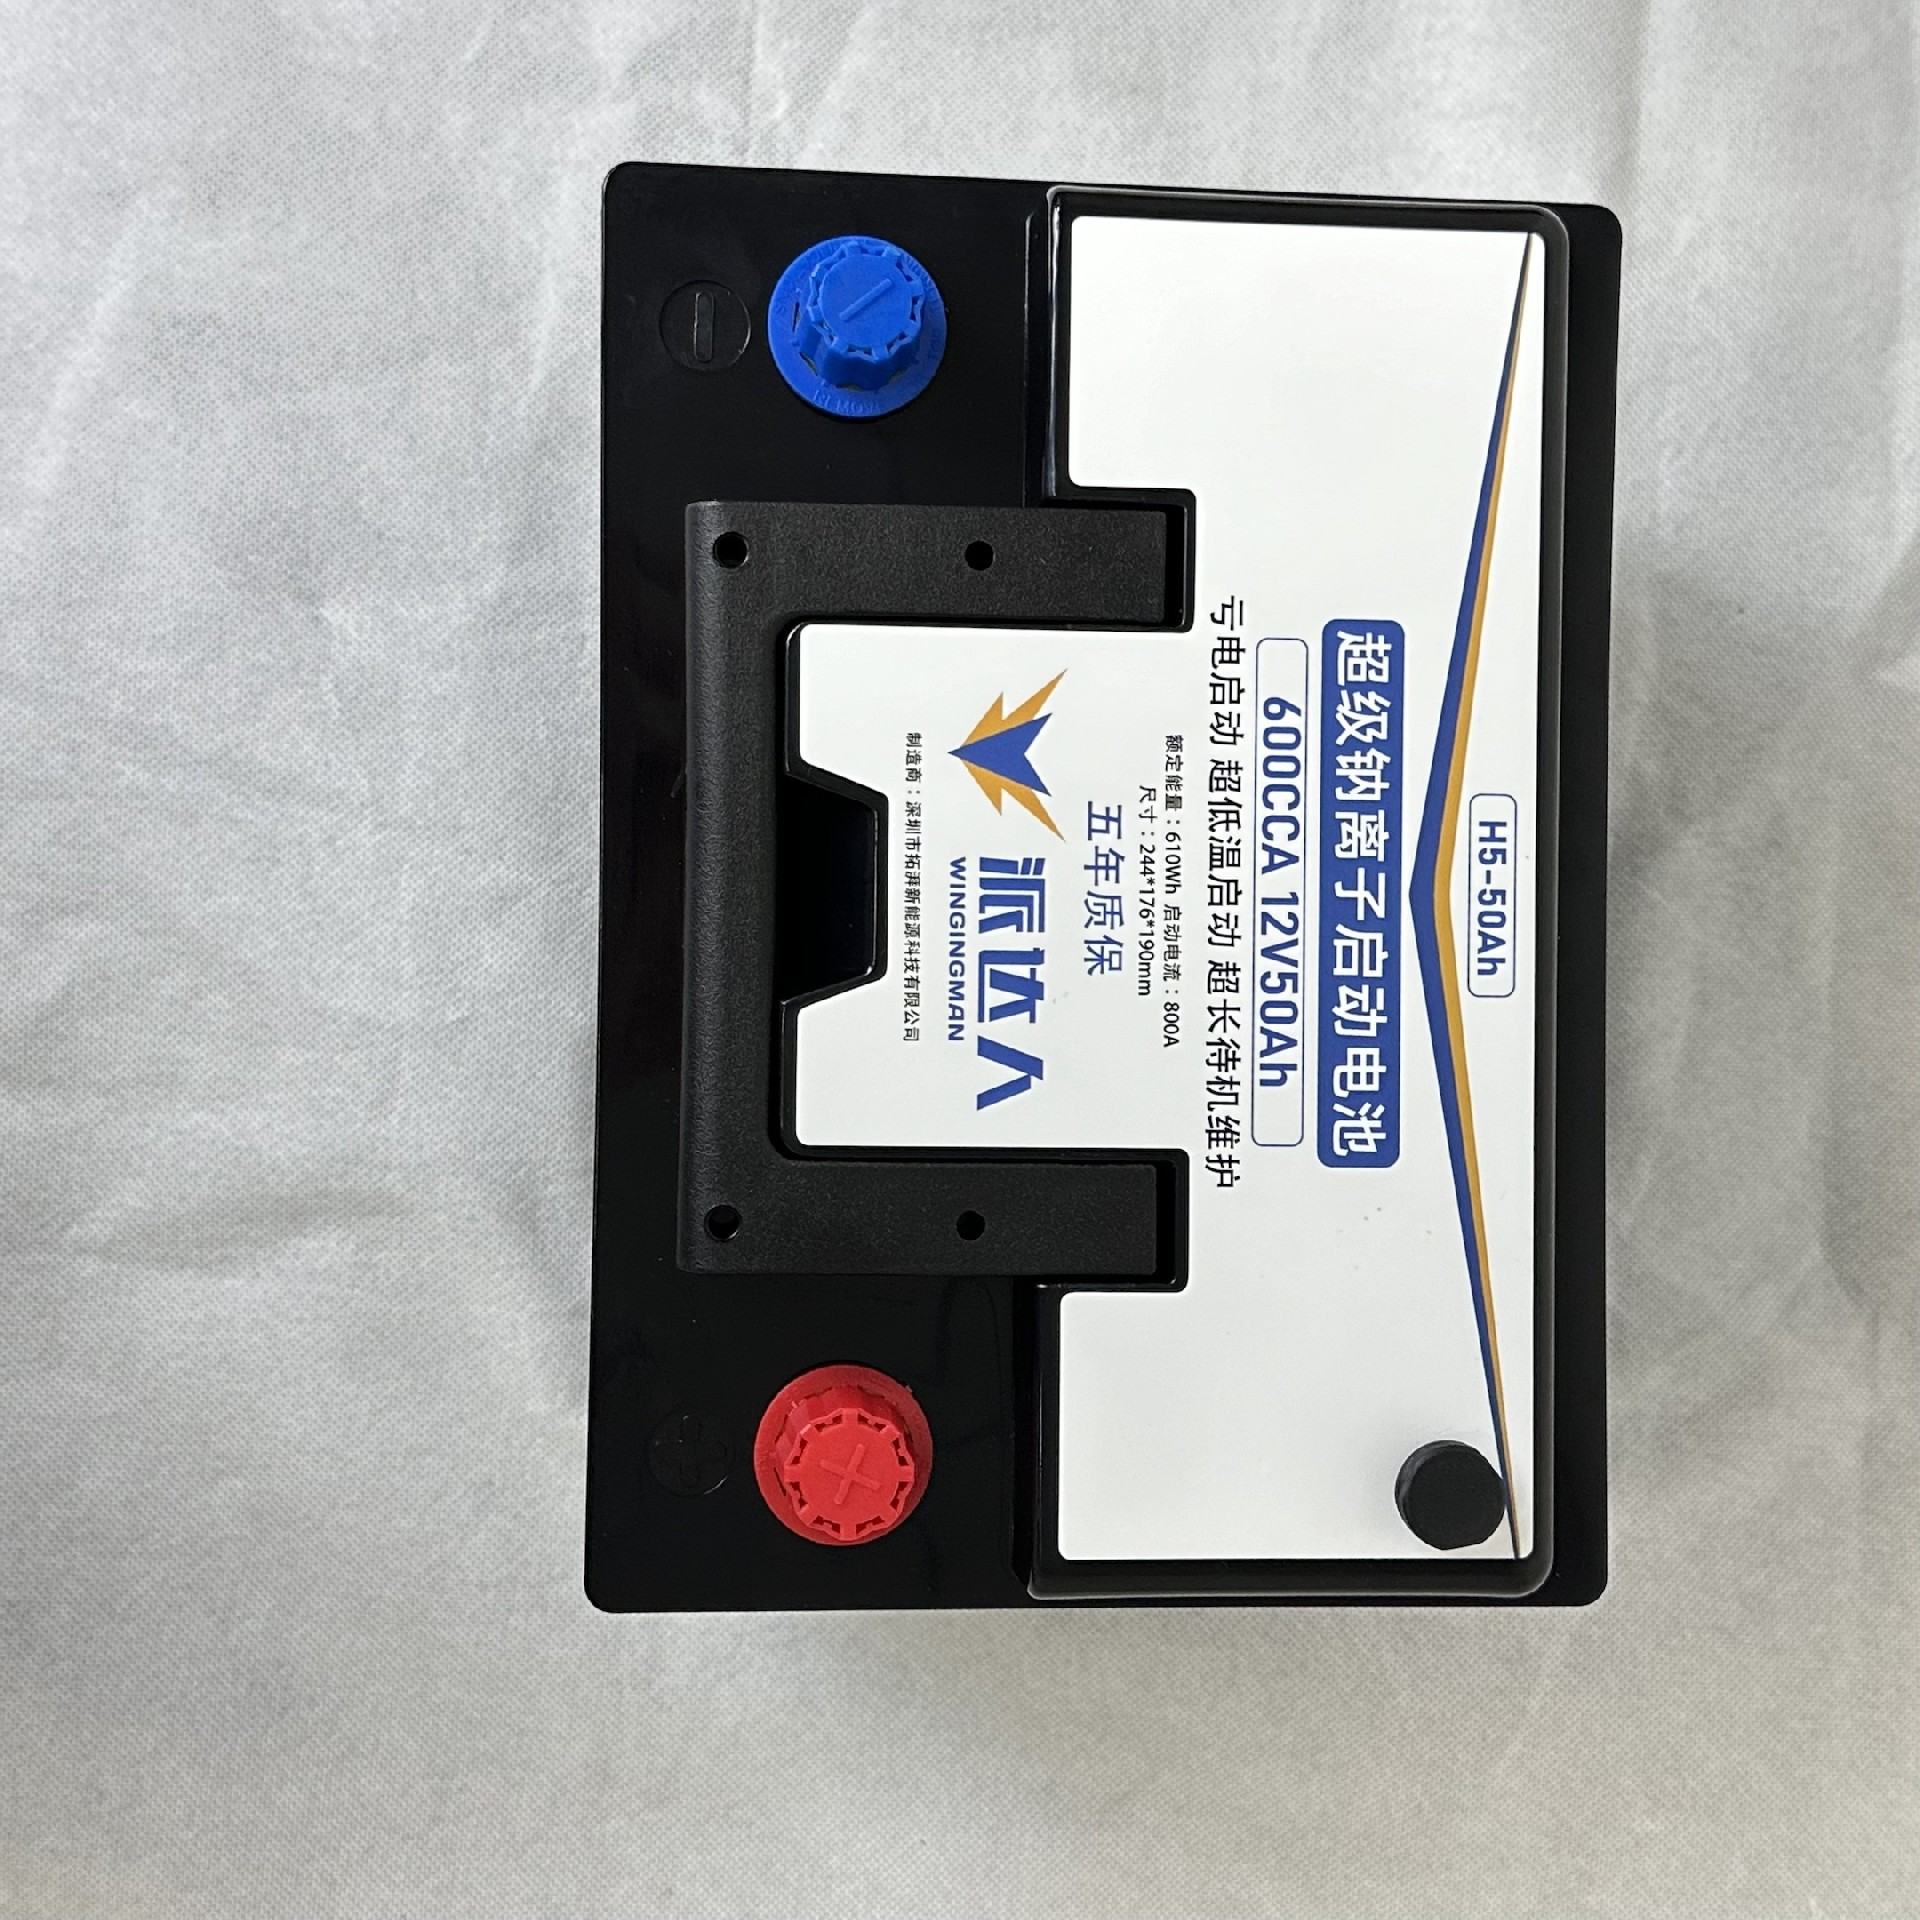 H5-50Ah
超级钠离子启动电池
600CCA 12V50Ah
亏电启动 超低温启动 超长待机维护
额定能量：610Wh 启动电流：800A
尺寸：244*176*190mm
五年质保
派达人
WINGINGMAN
制造商：深圳市拓湃新能源科技有限公司
REMOVE